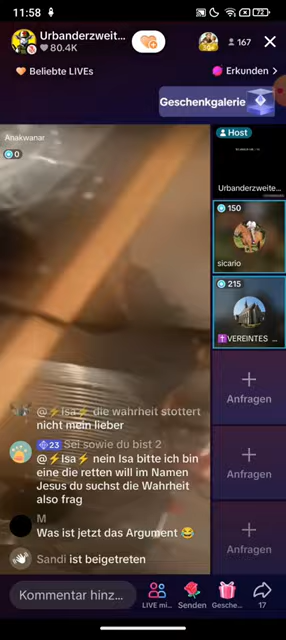 11:58
72
Urbanderzweit...
80.4K
167
Beliebte LIVEs
Erkunden >
Geschenkgalerie
Anakwanar
0
Host
Urbanderzweite...
150
sicario
215
VEREINTES ...
Anfragen
Anfragen
Anfragen
@⚡Isa⚡ die wahrheit stottert
nicht mein lieber
23 Sei sowie du bist 2
@⚡Isa⚡ nein Isa bitte ich bin
eine die retten will im Namen
Jesus du suchst die Wahrheit
also frag
M
Was ist jetzt das Argument 😂
Sandi ist beigetreten
Kommentar hinz...
LIVE mi...
Senden
Gesche...
17